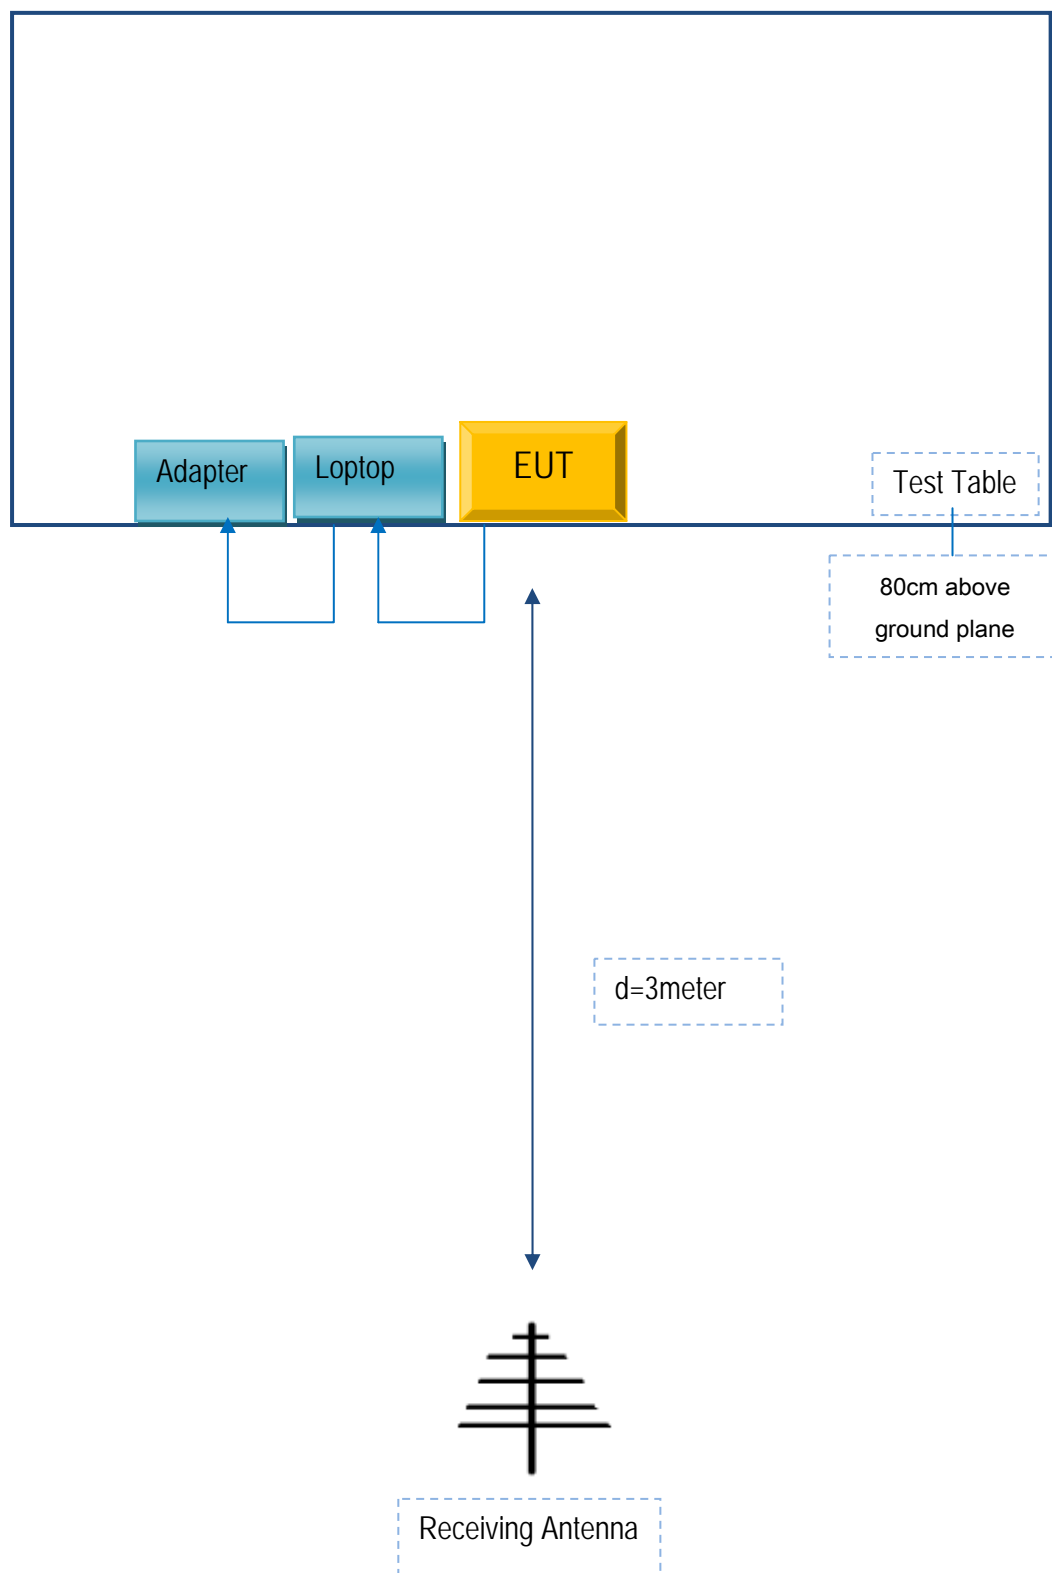 Adapter
Loptop
EUT
Test Table
80cm above
ground plane
d=3meter
Receiving Antenna